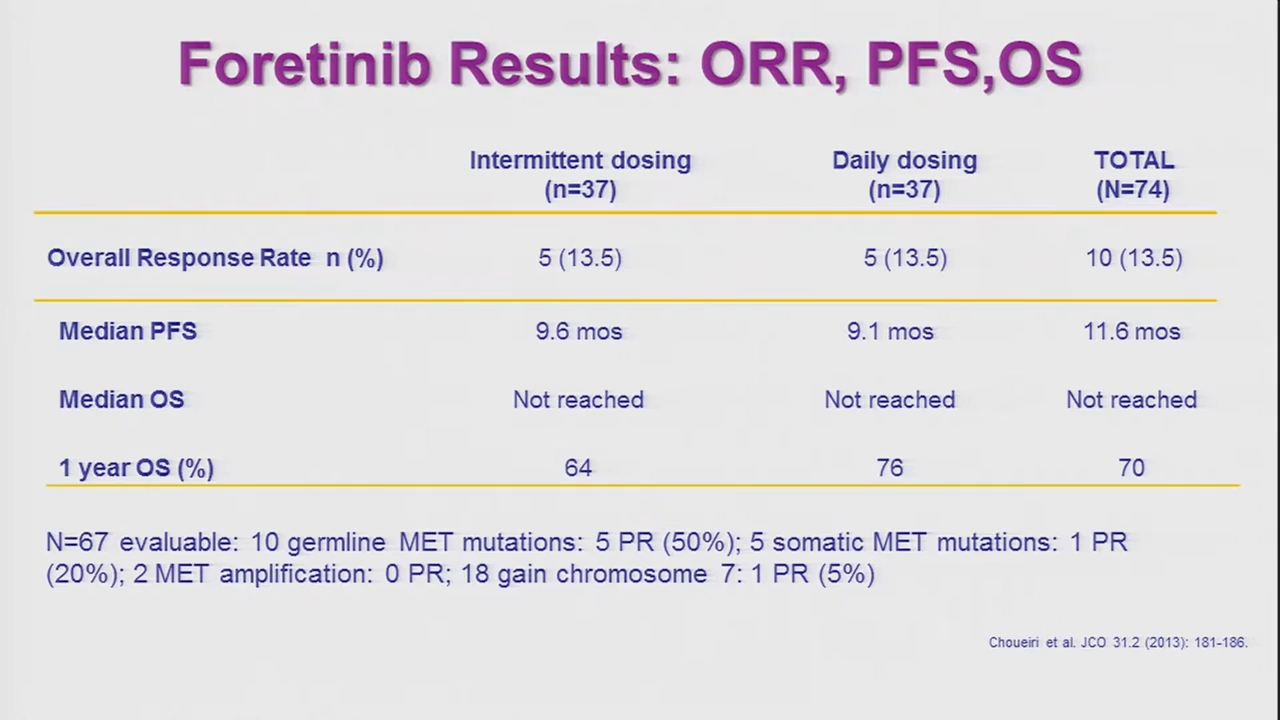 Foretinib Results: ORR, PFS,OS
Intermittent dosing Daily dosing TOTAL
(n=37) (n=37) (N=74)
Overall Response Rate n (%) 5 (13.5) 5 (13.5) 10 (13.5)
Median PFS 9.6 mos 9.1 mos 11.6 mos
Median OS Not reached Not reached Not reached
1 year OS (%) 64 76 70
N=67 evaluable: 10 germline MET mutations: 5 PR (50%); 5 somatic MET mutations: 1 PR
(20%); 2 MET amplification: 0 PR; 18 gain chromosome 7: 1 PR (5%)
Choueiri et al. JCO 31.2 (2013): 181-186.